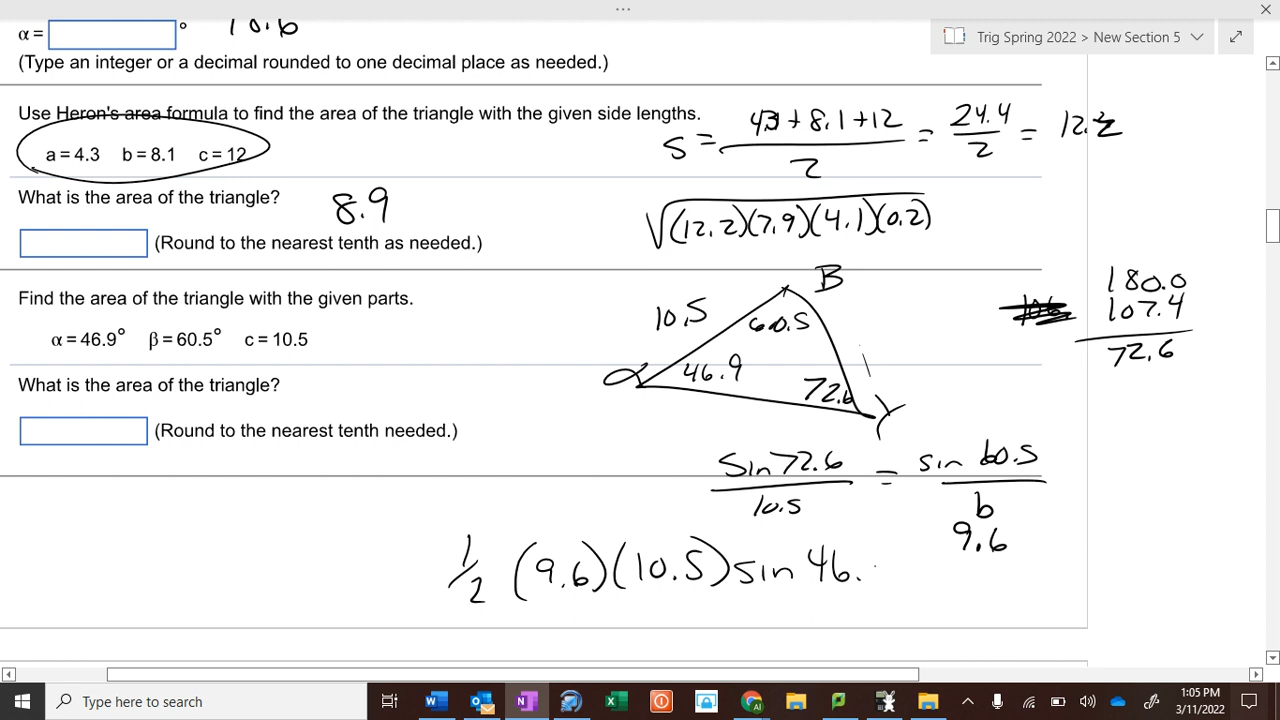 α = ° 10.6
Trig Spring 2022 > New Section 5
(Type an integer or a decimal rounded to one decimal place as needed.)
Use Heron's area formula to find the area of the triangle with the given side lengths.
a = 4.3 b = 8.1 c = 12
s = 4.3 + 8.1 + 12 / 2 = 24.4 / 2 = 12.2
What is the area of the triangle? 8.9
√(12.2)(7.9)(4.1)(0.2)
(Round to the nearest tenth as needed.)
Find the area of the triangle with the given parts.
α = 46.9° β = 60.5° c = 10.5
B
10.5
60.5
α
46.9
72.6
γ
180.0
107.4
72.6
What is the area of the triangle?
(Round to the nearest tenth needed.)
sin 72.6 / 10.5 = sin 60.5 / b
9.6
1/2 (9.6)(10.5) sin 46.
Type here to search
1:05 PM
3/11/2022